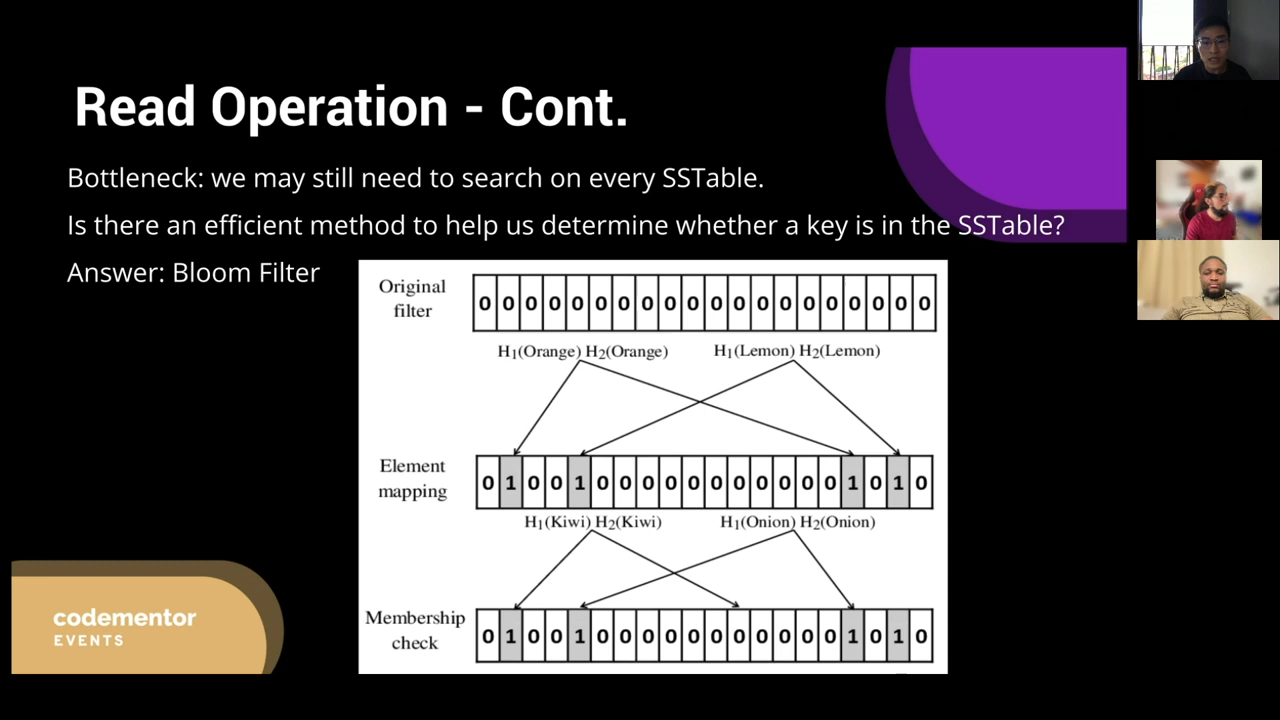 Read Operation - Cont.
Bottleneck: we may still need to search on every SSTable.
Is there an efficient method to help us determine whether a key is in the SSTable?
Answer: Bloom Filter
Original
filter
0 0 0 0 0 0 0 0 0 0 0 0 0 0 0 0 0 0 0 0
H1(Orange) H2(Orange) H1(Lemon) H2(Lemon)
Element
mapping
0 1 0 0 1 0 0 0 0 0 0 0 0 0 0 0 1 0 1 0
H1(Kiwi) H2(Kiwi) H1(Onion) H2(Onion)
Membership
check
0 1 0 0 1 0 0 0 0 0 0 0 0 0 0 0 1 0 1 0
codementor
EVENTS